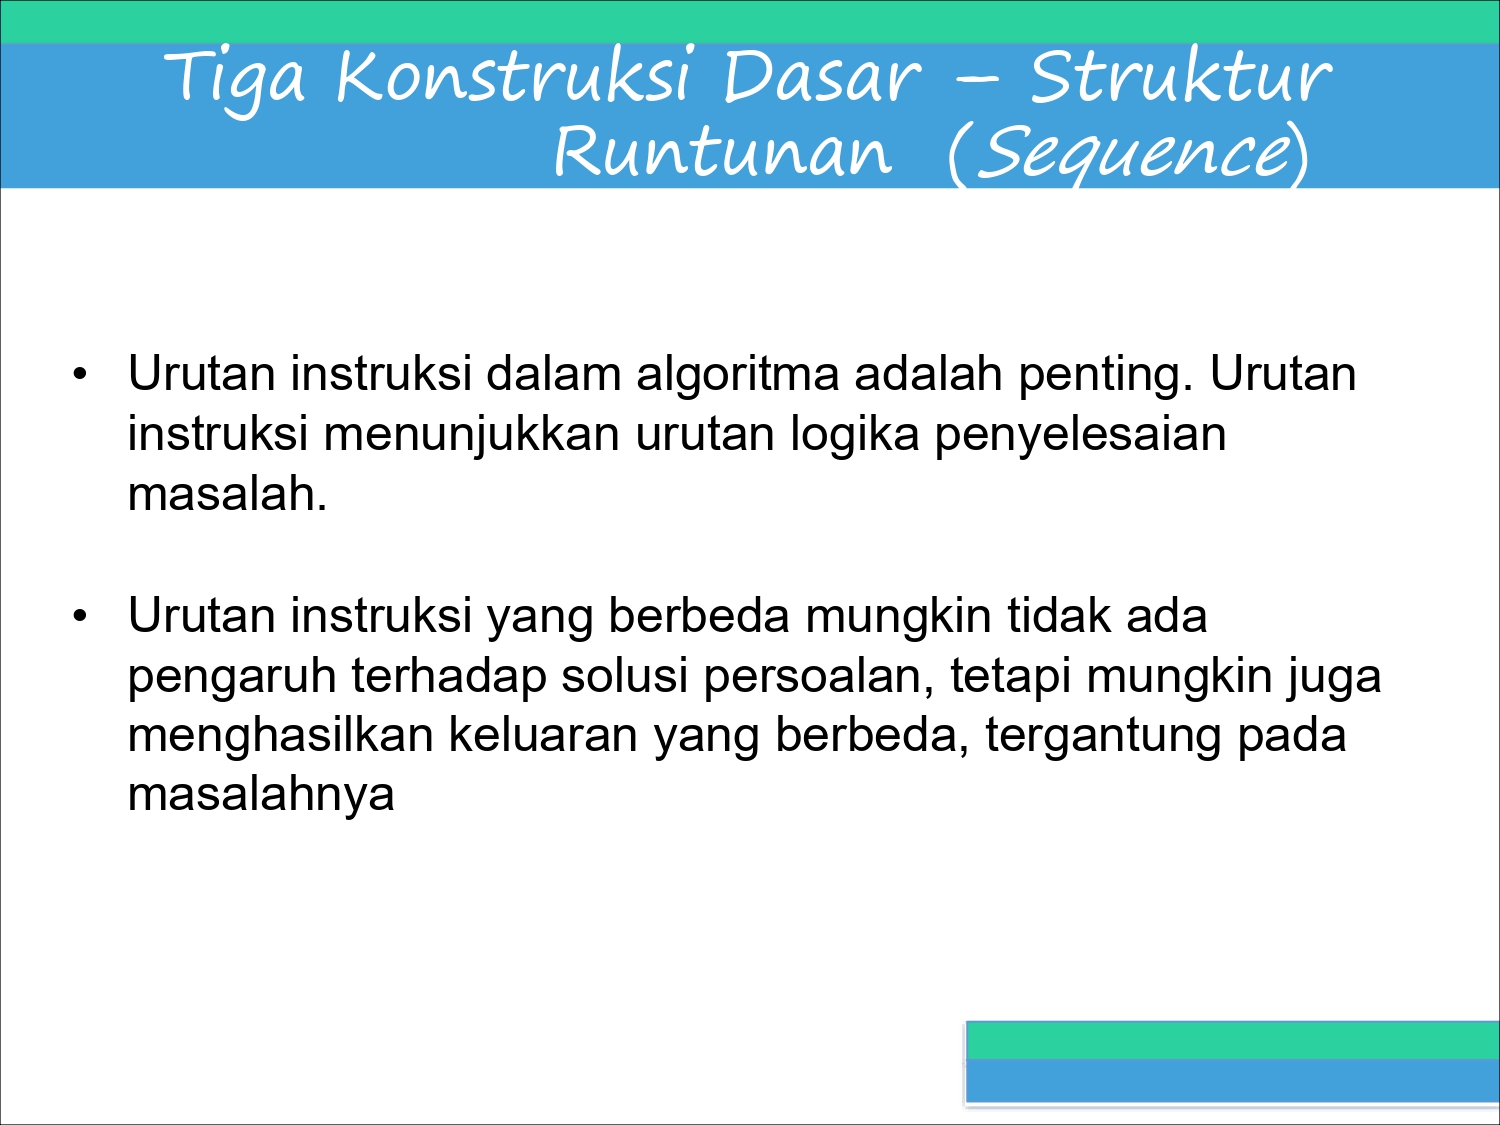 Tiga Konstruksi Dasar – Struktur
Runtunan (Sequence)
• Urutan instruksi dalam algoritma adalah penting. Urutan
instruksi menunjukkan urutan logika penyelesaian
masalah.
• Urutan instruksi yang berbeda mungkin tidak ada
pengaruh terhadap solusi persoalan, tetapi mungkin juga
menghasilkan keluaran yang berbeda, tergantung pada
masalahnya